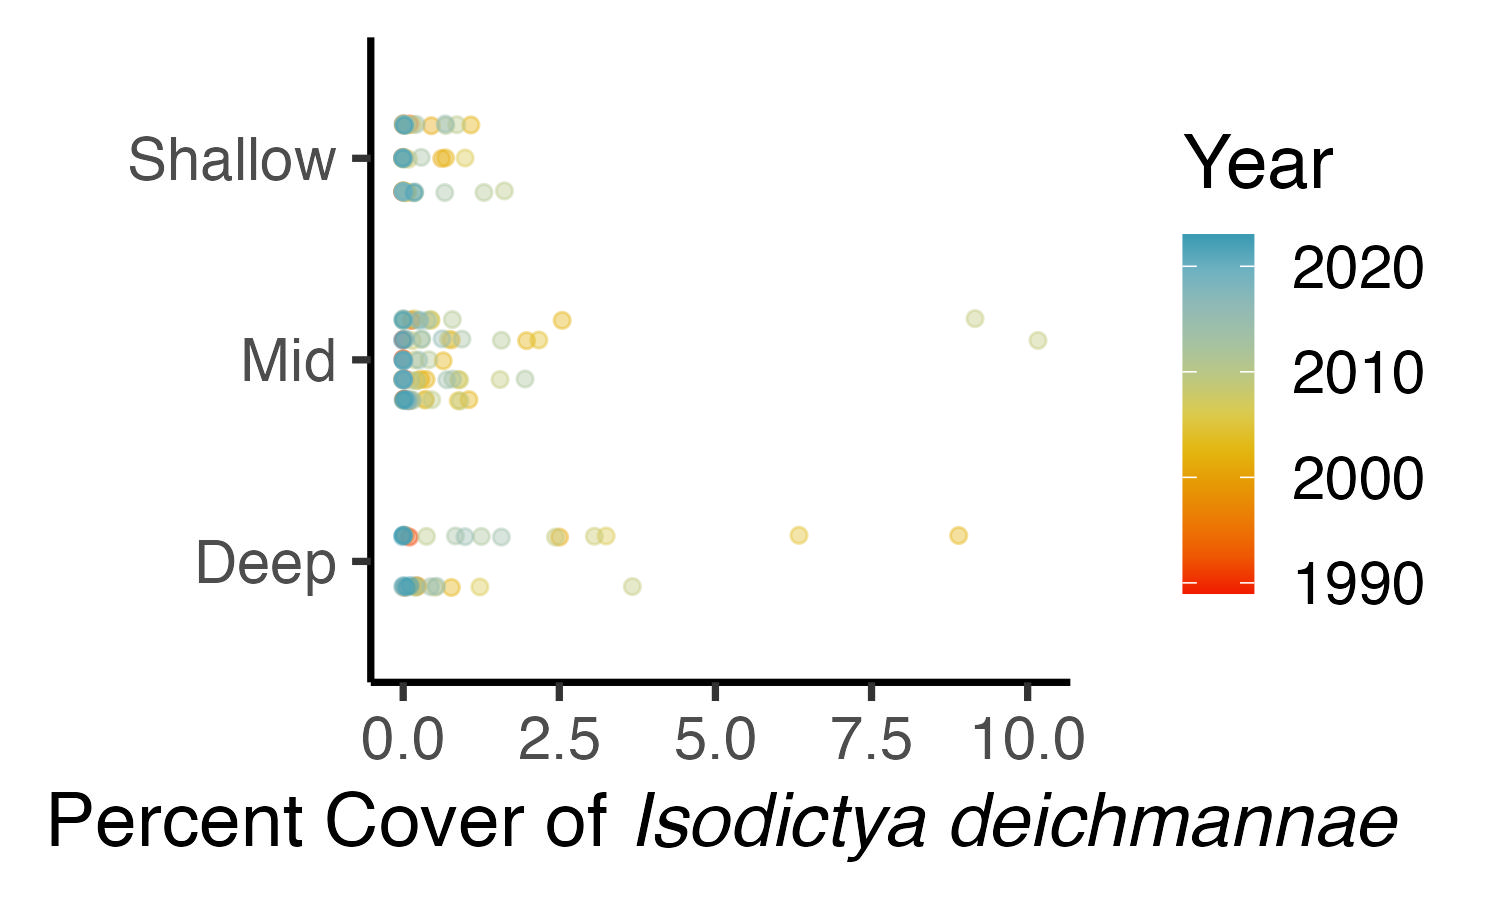 Shallow
Mid
Deep
0.0 2.5 5.0 7.5 10.0
Percent Cover of Isodictya deichmannae
Year
2020
2010
2000
1990